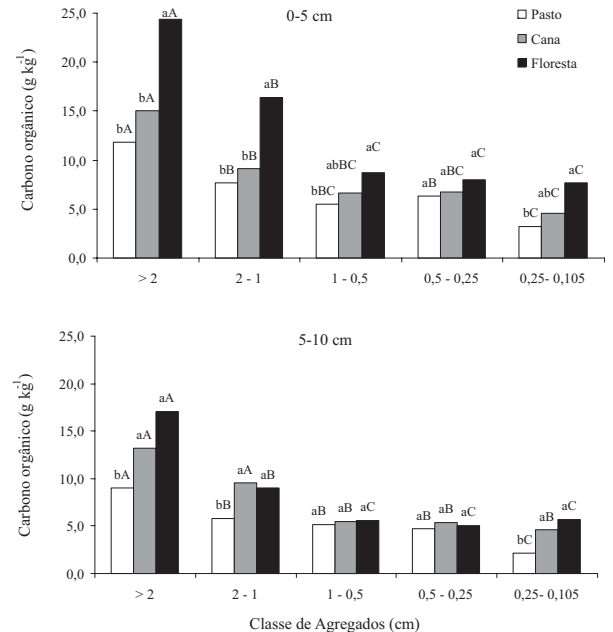 0-5 cm
Carbono orgânico (g kg-1)
25,0
20,0
15,0
10,0
5,0
0,0
Pasto
Cana
Floresta
bA bA aA
bB bB aB
bBC abBC aC
aB aBC aC
bC abC aC
> 2 2 - 1 1 - 0,5 0,5 - 0,25 0,25- 0,105
5-10 cm
Carbono orgânico (g kg-1)
25,0
20,0
15,0
10,0
5,0
0,0
bA aA aA
bB aA aB
aB aB aC
aB aB aC
bC aB aC
> 2 2 - 1 1 - 0,5 0,5 - 0,25 0,25- 0,105
Classe de Agregados (cm)